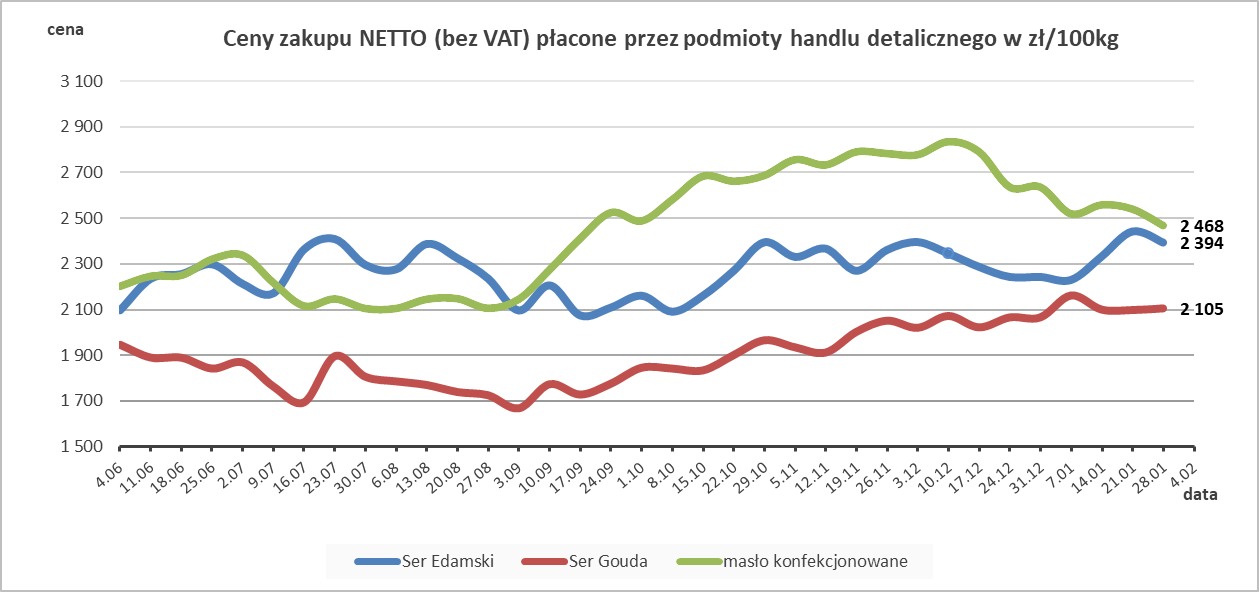 cena
Ceny zakupu NETTO (bez VAT) płacone przez podmioty handlu detalicznego w zł/100kg
3 100
2 900
2 700
2 500
2 300
2 100
1 900
1 700
1 500
2 468
2 394
2 105
4.06 11.06 18.06 25.06 2.07 9.07 16.07 23.07 30.07 6.08 13.08 20.08 27.08 3.09 10.09 17.09 24.09 1.10 8.10 15.10 22.10 29.10 5.11 12.11 19.11 26.11 3.12 10.12 17.12 24.12 31.12 7.01 14.01 21.01 28.01 4.02
data
Ser Edamski Ser Gouda masło konfekcjonowane